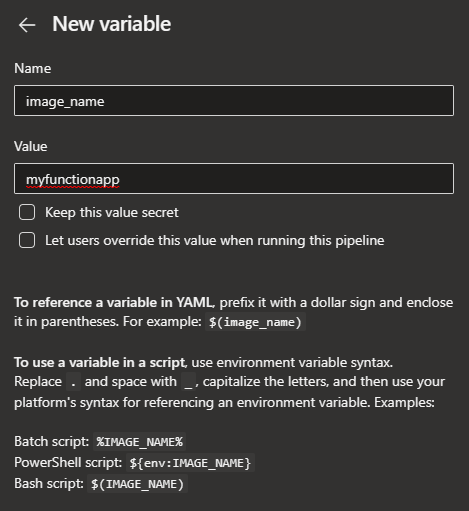 New variable
Name
image_name
Value
myfunctionapp
Keep this value secret
Let users override this value when running this pipeline
To reference a variable in YAML, prefix it with a dollar sign and enclose
it in parentheses. For example: $(image_name)
To use a variable in a script, use environment variable syntax.
Replace . and space with _, capitalize the letters, and then use your
platform's syntax for referencing an environment variable. Examples:
Batch script: %IMAGE_NAME%
PowerShell script: ${env:IMAGE_NAME}
Bash script: $(IMAGE_NAME)